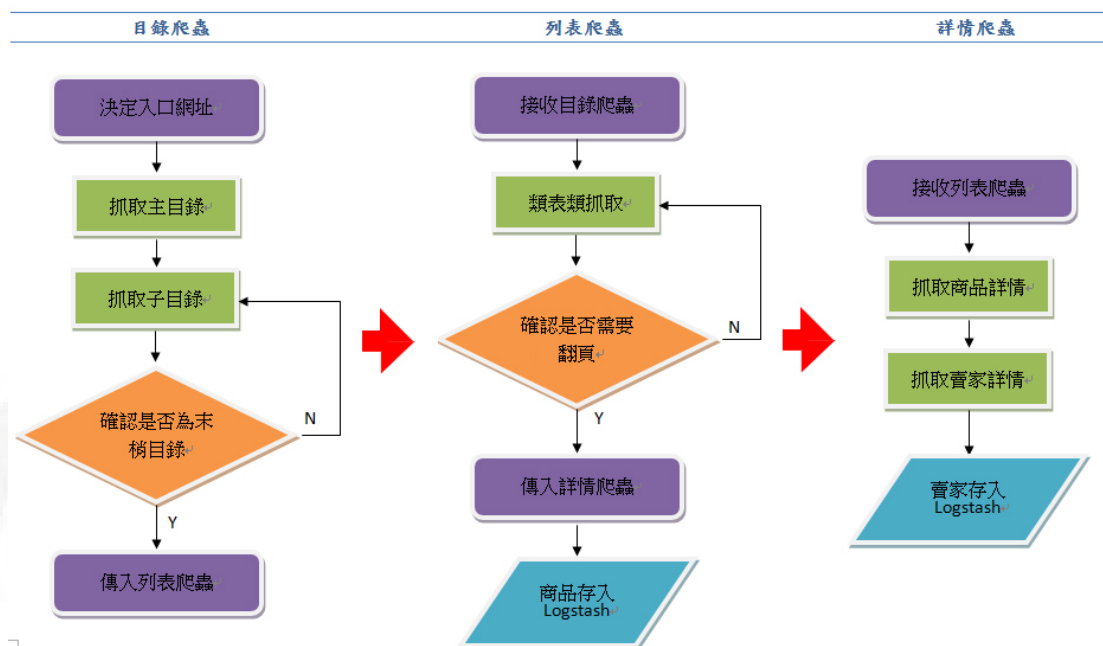 目錄爬蟲
決定入口網址
抓取主目錄
抓取子目錄
確認是否為末
梢目錄
N
Y
傳入列表爬蟲
列表爬蟲
接收目錄爬蟲
類表類抓取
確認是否需要
翻頁
N
Y
傳入詳情爬蟲
商品存入
Logstash
詳情爬蟲
接收列表爬蟲
抓取商品詳情
抓取賣家詳情
賣家存入
Logstash